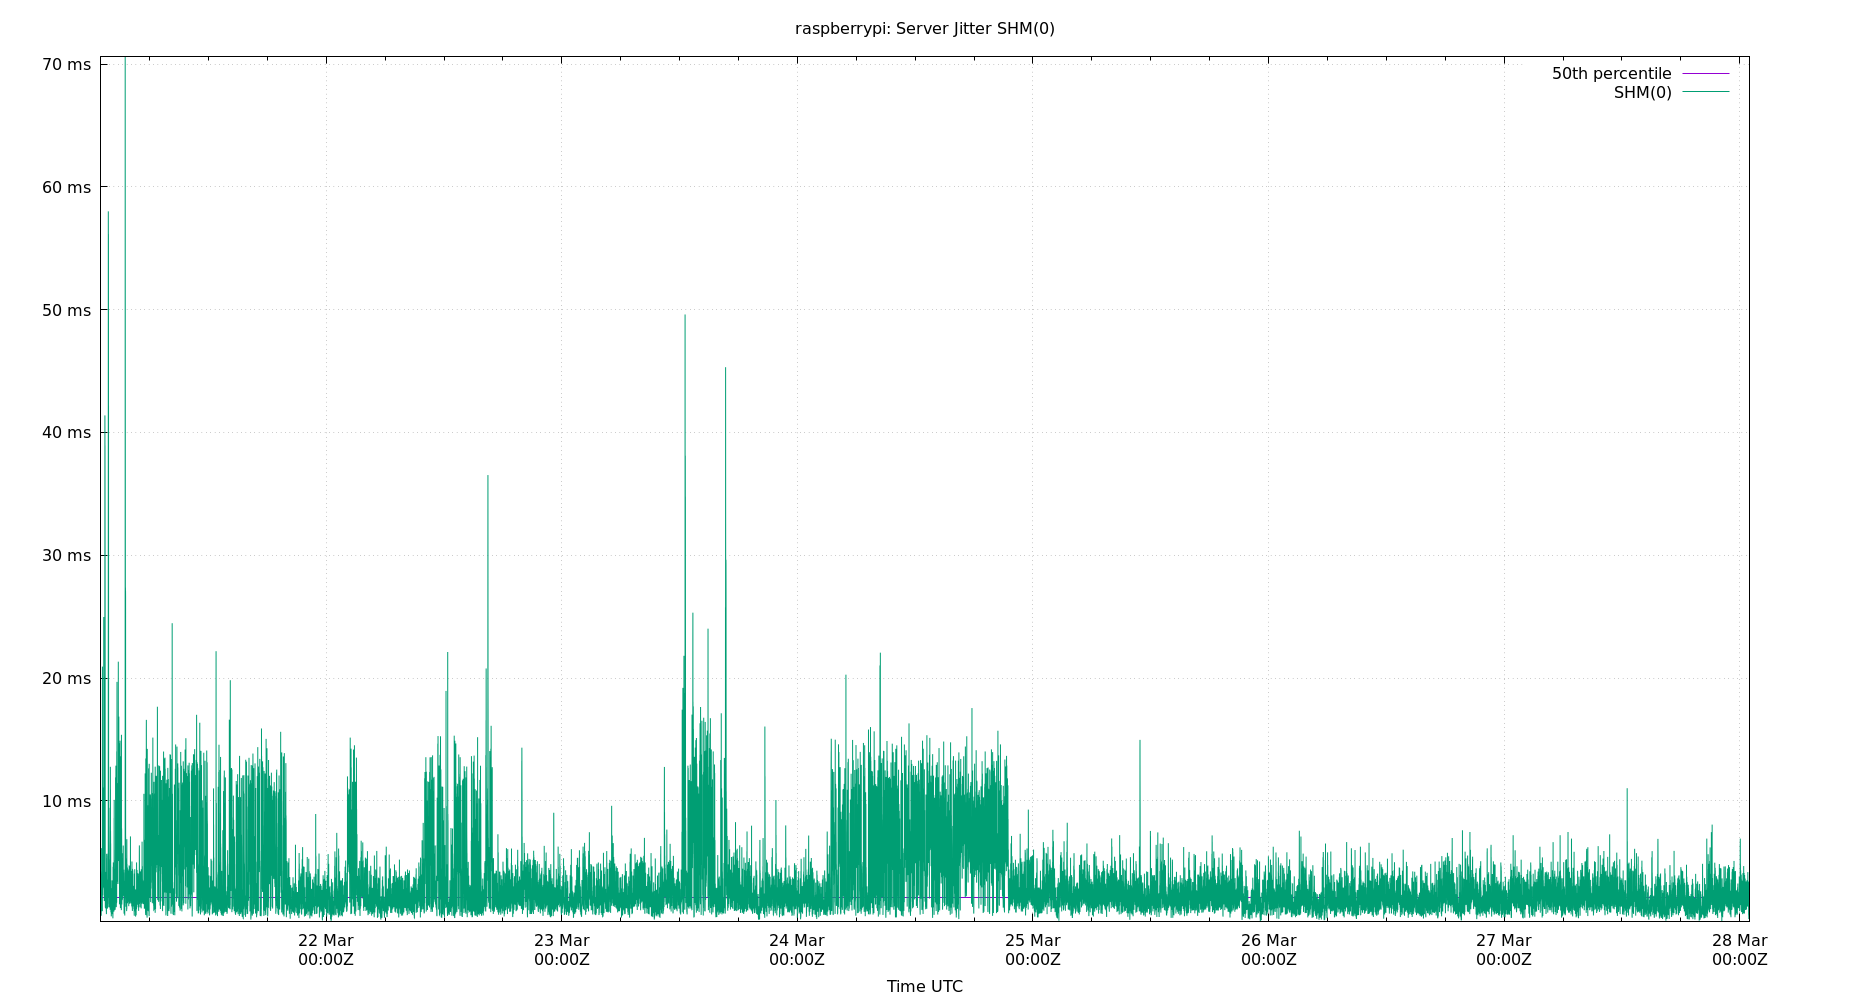 raspberrypi: Server Jitter SHM(0)
70 ms
60 ms
50 ms
40 ms
30 ms
20 ms
10 ms
50th percentile
SHM(0)
22 Mar
00:00Z
23 Mar
00:00Z
24 Mar
00:00Z
25 Mar
00:00Z
26 Mar
00:00Z
27 Mar
00:00Z
28 Mar
00:00Z
Time UTC